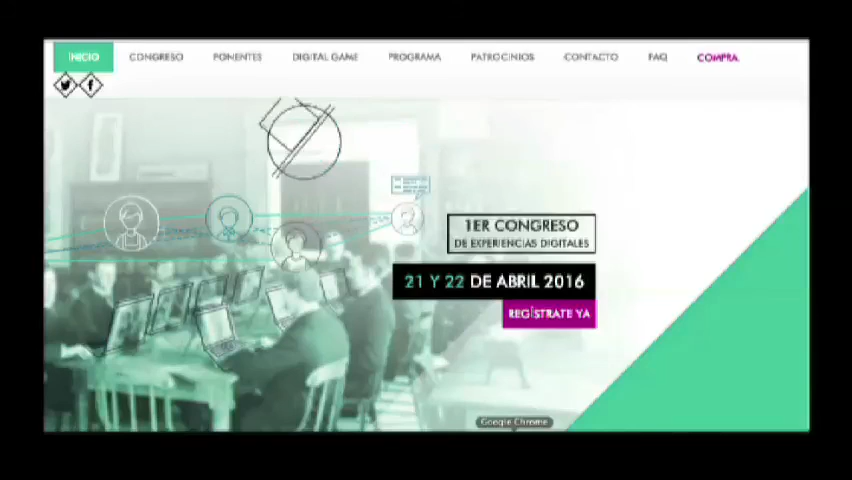 INICIO CONGRESO PONENTES DIGITAL GAME PROGRAMA PATROCINIOS CONTACTO FAQ COMPRA
1ER CONGRESO
DE EXPERIENCIAS DIGITALES
21 Y 22 DE ABRIL 2016
REGÍSTRATE YA
Google Chrome